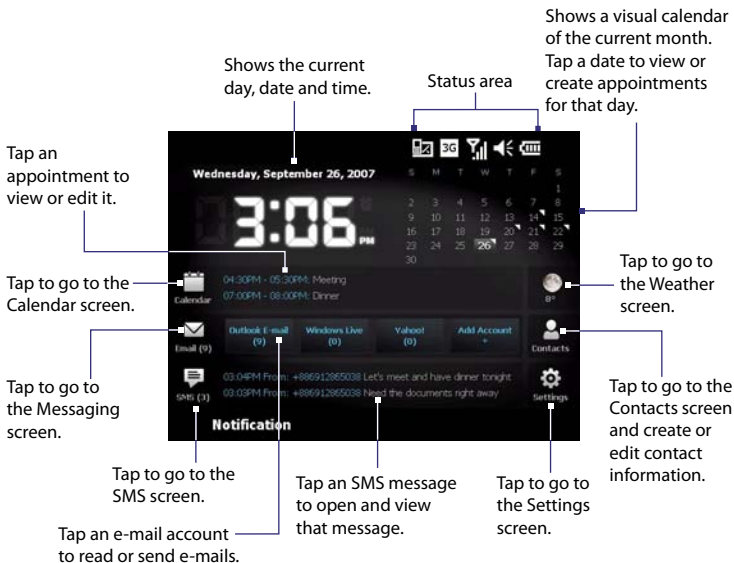 Shows a visual calendar
of the current month.
Tap a date to view or
create appointments
for that day.
Shows the current
day, date and time.
Status area
Tap an
appointment to
view or edit it.
3G
Wednesday, September 26, 2007
S M T W T F S
1
2 3 4 5 6 7 8
9 10 11 12 13 14 15
16 17 18 19 20 21 22
23 24 25 26 27 28 29
30
3:06 PM
Tap to go to the
Calendar screen.
Calendar
04:30PM - 05:30PM: Meeting
07:00PM - 08:00PM: Dinner
8°
Tap to go to
the Weather
screen.
Email (9)
Outlook E-mail
(9)
Windows Live
(0)
Yahoo!
(0)
Add Account
+
Contacts
Tap to go to
the Messaging
screen.
SMS (3)
03:04PM From: +886912865038 Let's meet and have dinner tonight
03:03PM From: +886912865038 Need the documents right away
Settings
Tap to go to the
Contacts screen
and create or
edit contact
information.
Notification
Tap to go to the
SMS screen.
Tap an SMS message
to open and view
that message.
Tap to go to
the Settings
screen.
Tap an e-mail account
to read or send e-mails.